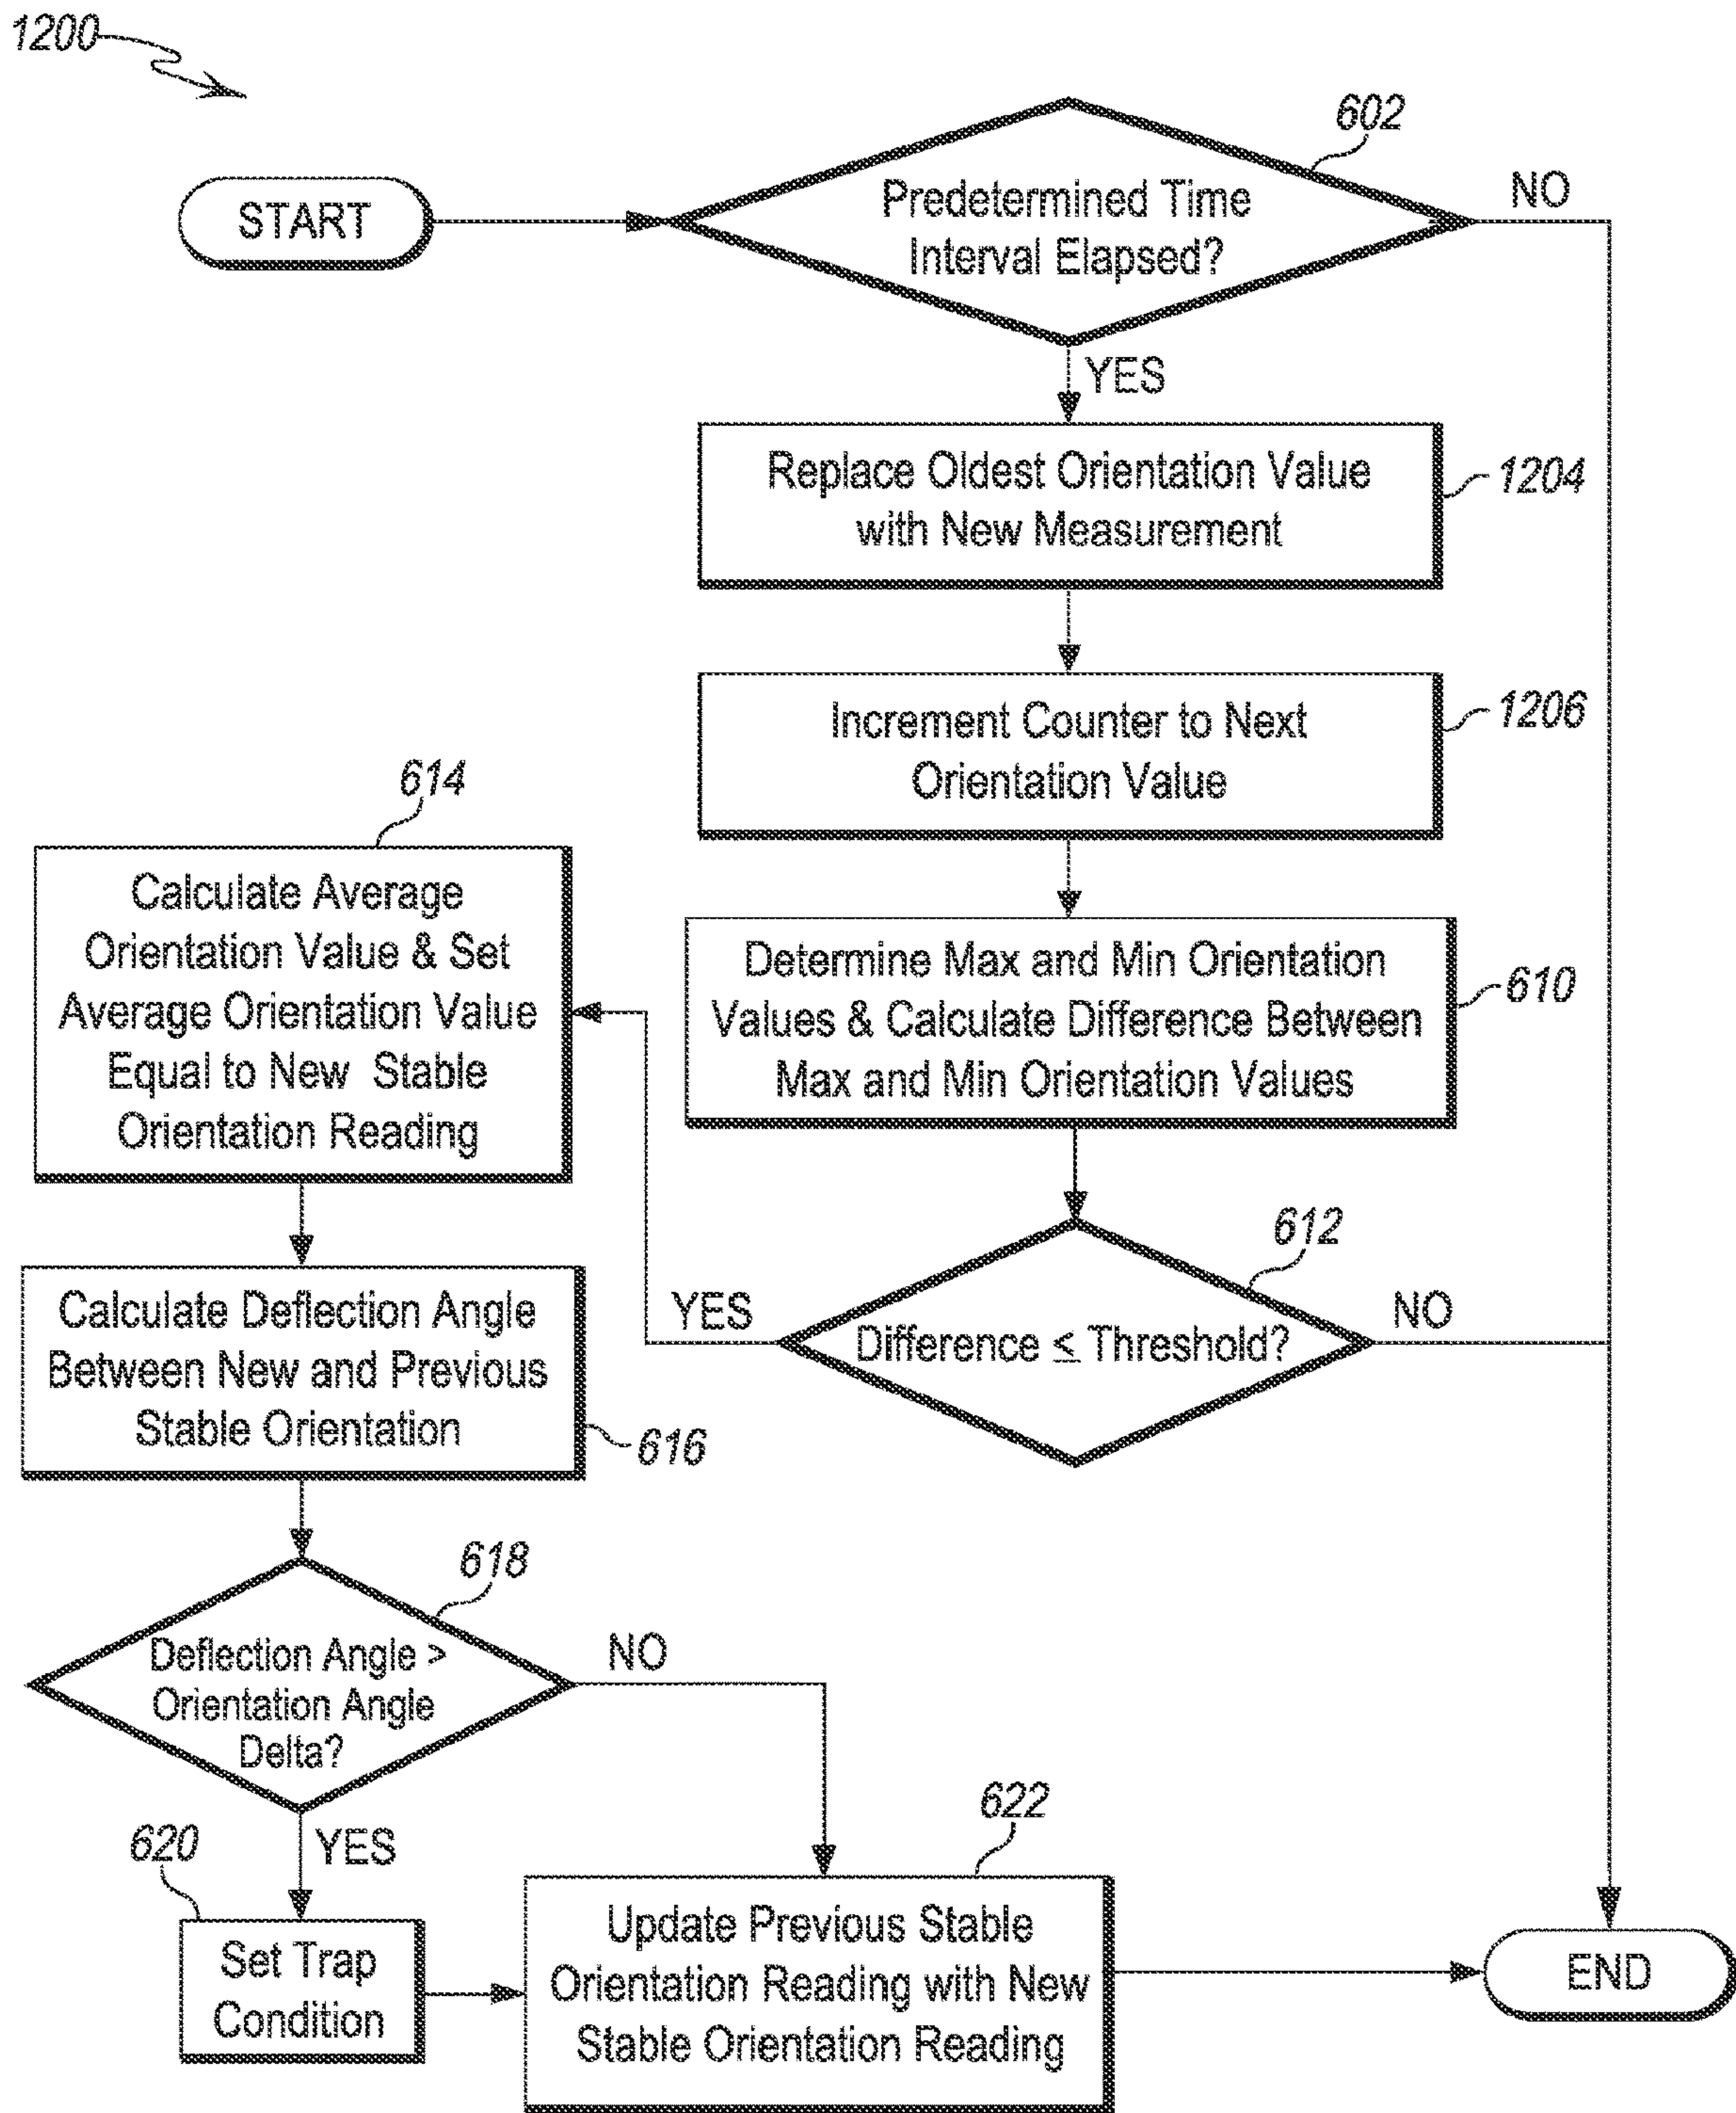 1200
START
602
Predetermined Time
Interval Elapsed?
NO
YES
Replace Oldest Orientation Value
with New Measurement
1204
Increment Counter to Next
Orientation Value
1206
Determine Max and Min Orientation
Values & Calculate Difference Between
Max and Min Orientation Values
610
612
Difference ≤ Threshold?
YES
NO
614
Calculate Average
Orientation Value & Set
Average Orientation Value
Equal to New Stable
Orientation Reading
Calculate Deflection Angle
Between New and Previous
Stable Orientation
616
618
Deflection Angle >
Orientation Angle
Delta?
NO
YES
620
Set Trap
Condition
622
Update Previous Stable
Orientation Reading with New
Stable Orientation Reading
END